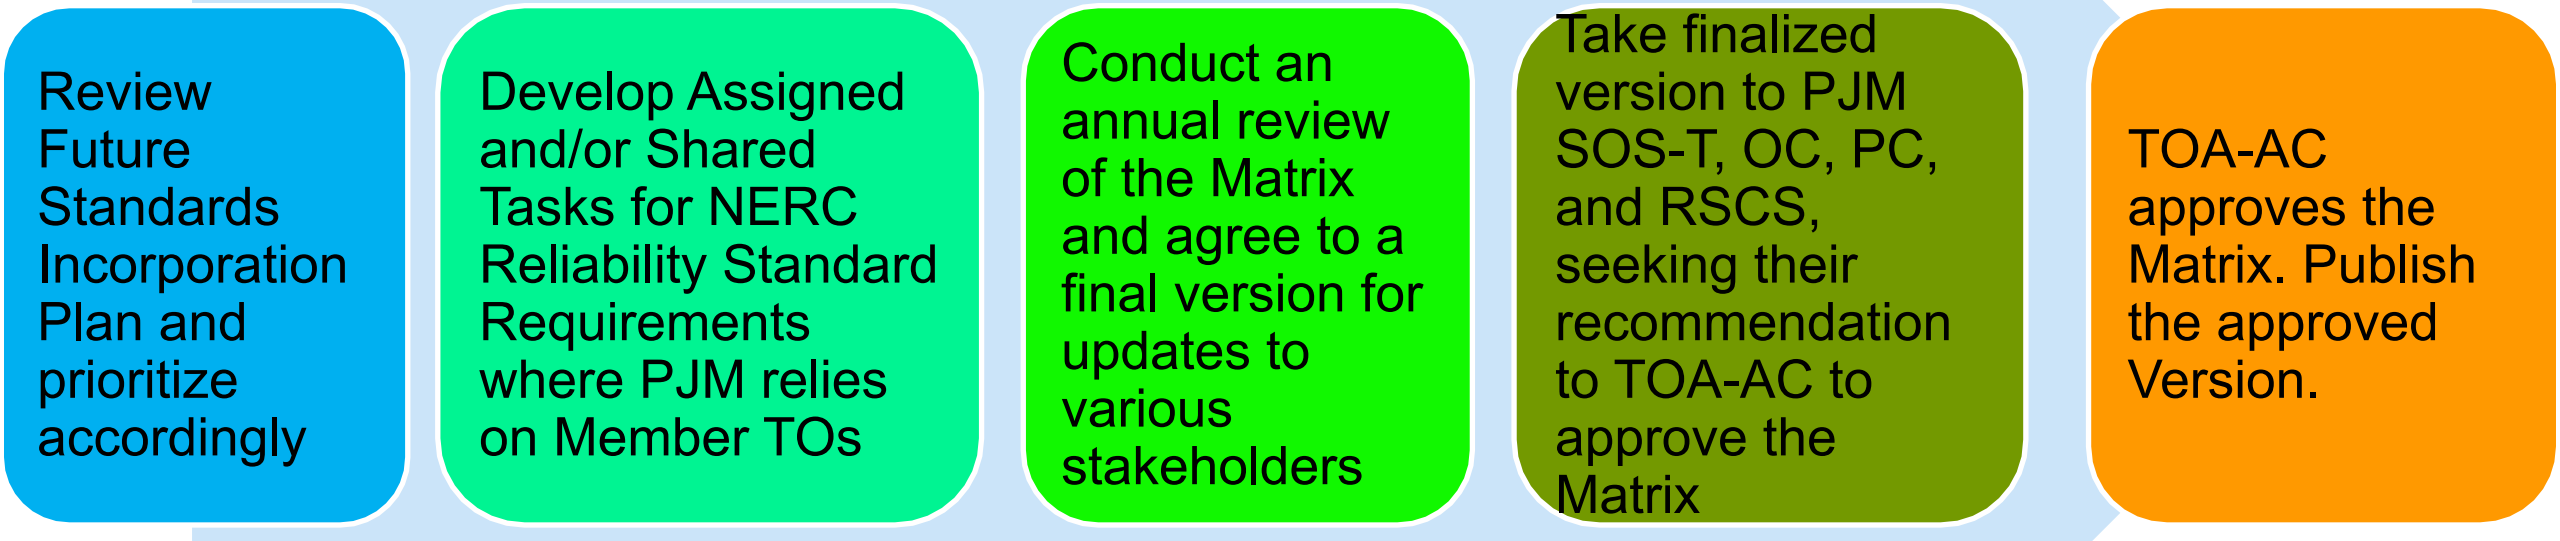 Review
Future
Standards
Incorporation
Plan and
prioritize
accordingly
Develop Assigned
and/or Shared
Tasks for NERC
Reliability Standard
Requirements
where PJM relies
on Member TOs
Conduct an
annual review
of the Matrix
and agree to a
final version for
updates to
various
stakeholders
Take finalized
version to PJM
SOS-T, OC, PC,
and RSCS,
seeking their
recommendation
to TOA-AC to
approve the
Matrix
TOA-AC
approves the
Matrix. Publish
the approved
Version.